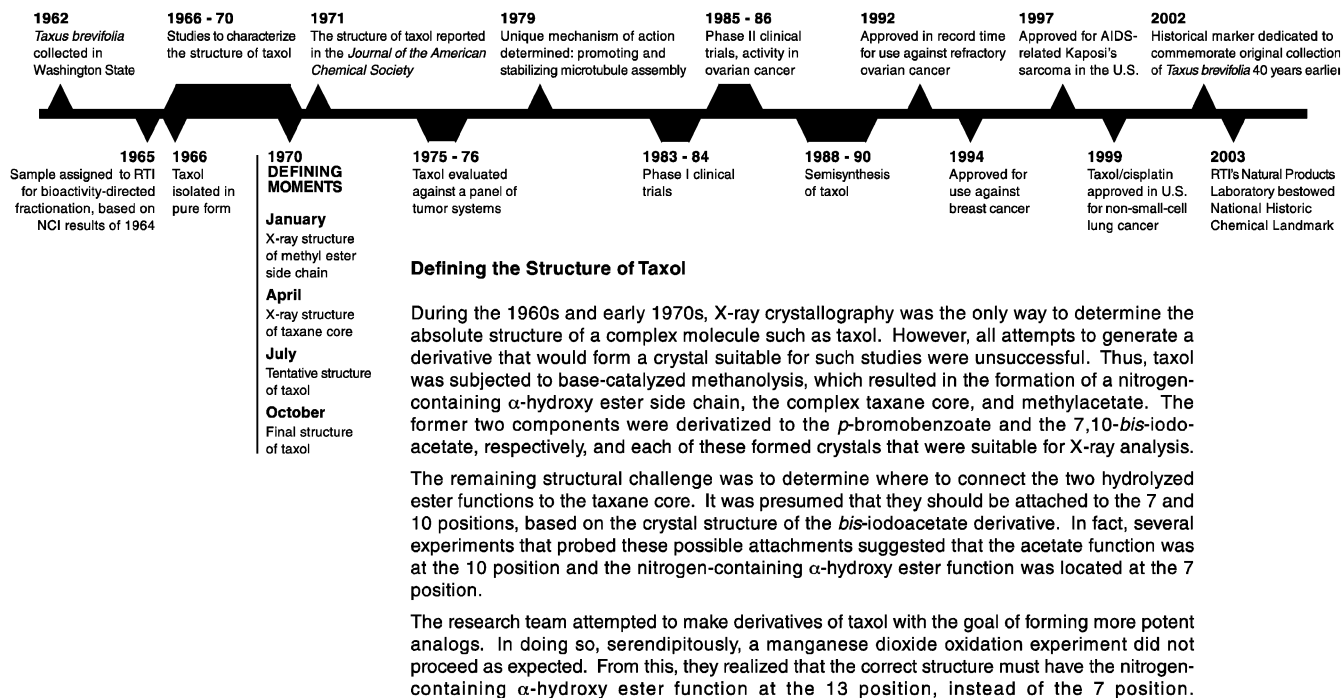 1962
Taxus brevifolia
collected in
Washington State
1966 - 70
Studies to characterize
the structure of taxol
1971
The structure of taxol reported
in the Journal of the American
Chemical Society
1979
Unique mechanism of action
determined: promoting and
stabilizing microtubule assembly
1985 - 86
Phase II clinical
trials, activity in
ovarian cancer
1992
Approved in record time
for use against refractory
ovarian cancer
1997
Approved for AIDS-
related Kaposi's
sarcoma in the U.S.
2002
Historical marker dedicated to
commemorate original collection
of Taxus brevifolia 40 years earlier
1965
Sample assigned to RTI
for bioactivity-directed
fractionation, based on
NCI results of 1964
1966
Taxol
isolated in
pure form
1970
DEFINING
MOMENTS
January
X-ray structure
of methyl ester
side chain
April
X-ray structure
of taxane core
July
Tentative structure
of taxol
October
Final structure
of taxol
1975 - 76
Taxol evaluated
against a panel of
tumor systems
1983 - 84
Phase I clinical
trials
1988 - 90
Semisynthesis
of taxol
1994
Approved for
use against
breast cancer
1999
Taxol/cisplatin
approved in U.S.
for non-small-cell
lung cancer
2003
RTI's Natural Products
Laboratory bestowed
National Historic
Chemical Landmark
Defining the Structure of Taxol
During the 1960s and early 1970s, X-ray crystallography was the only way to determine the
absolute structure of a complex molecule such as taxol. However, all attempts to generate a
derivative that would form a crystal suitable for such studies were unsuccessful. Thus, taxol
was subjected to base-catalyzed methanolysis, which resulted in the formation of a nitrogen-
containing α-hydroxy ester side chain, the complex taxane core, and methylacetate. The
former two components were derivatized to the p-bromobenzoate and the 7,10-bis-iodo-
acetate, respectively, and each of these formed crystals that were suitable for X-ray analysis.
The remaining structural challenge was to determine where to connect the two hydrolyzed
ester functions to the taxane core. It was presumed that they should be attached to the 7 and
10 positions, based on the crystal structure of the bis-iodoacetate derivative. In fact, several
experiments that probed these possible attachments suggested that the acetate function was
at the 10 position and the nitrogen-containing α-hydroxy ester function was located at the 7
position.
The research team attempted to make derivatives of taxol with the goal of forming more potent
analogs. In doing so, serendipitously, a manganese dioxide oxidation experiment did not
proceed as expected. From this, they realized that the correct structure must have the nitrogen-
containing α-hydroxy ester function at the 13 position, instead of the 7 position.